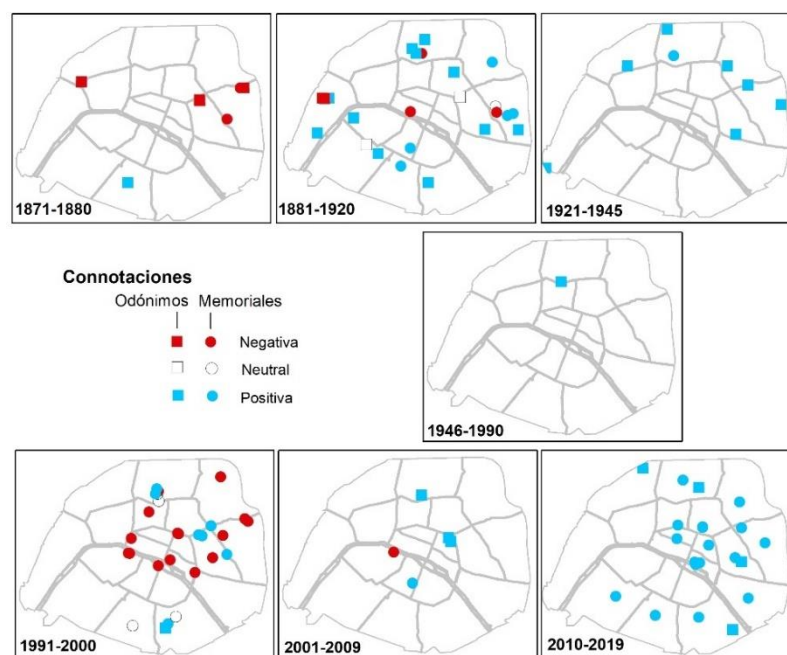 1871-1880
1881-1920
1921-1945
Connotaciones
Odónimos Memoriales
Negativa
Neutral
Positiva
1946-1990
1991-2000
2001-2009
2010-2019